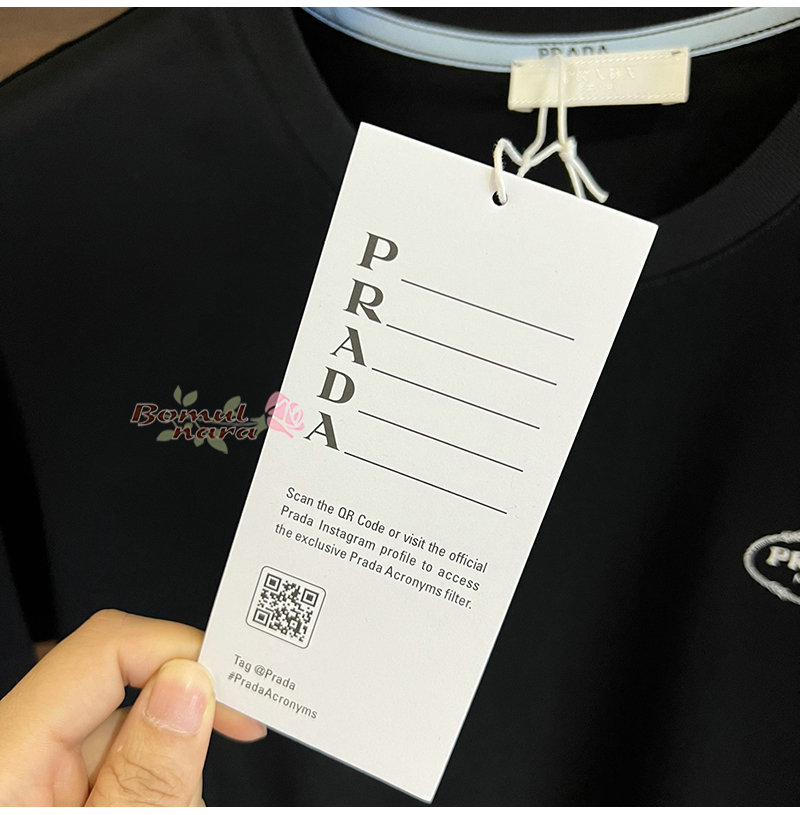 PRADA
PRADA
P
R
A
D
A
Bomul
nara
Scan the QR Code or visit the official
Prada Instagram profile to access
the exclusive Prada Acronyms filter.
Tag @Prada
#PradaAcronyms